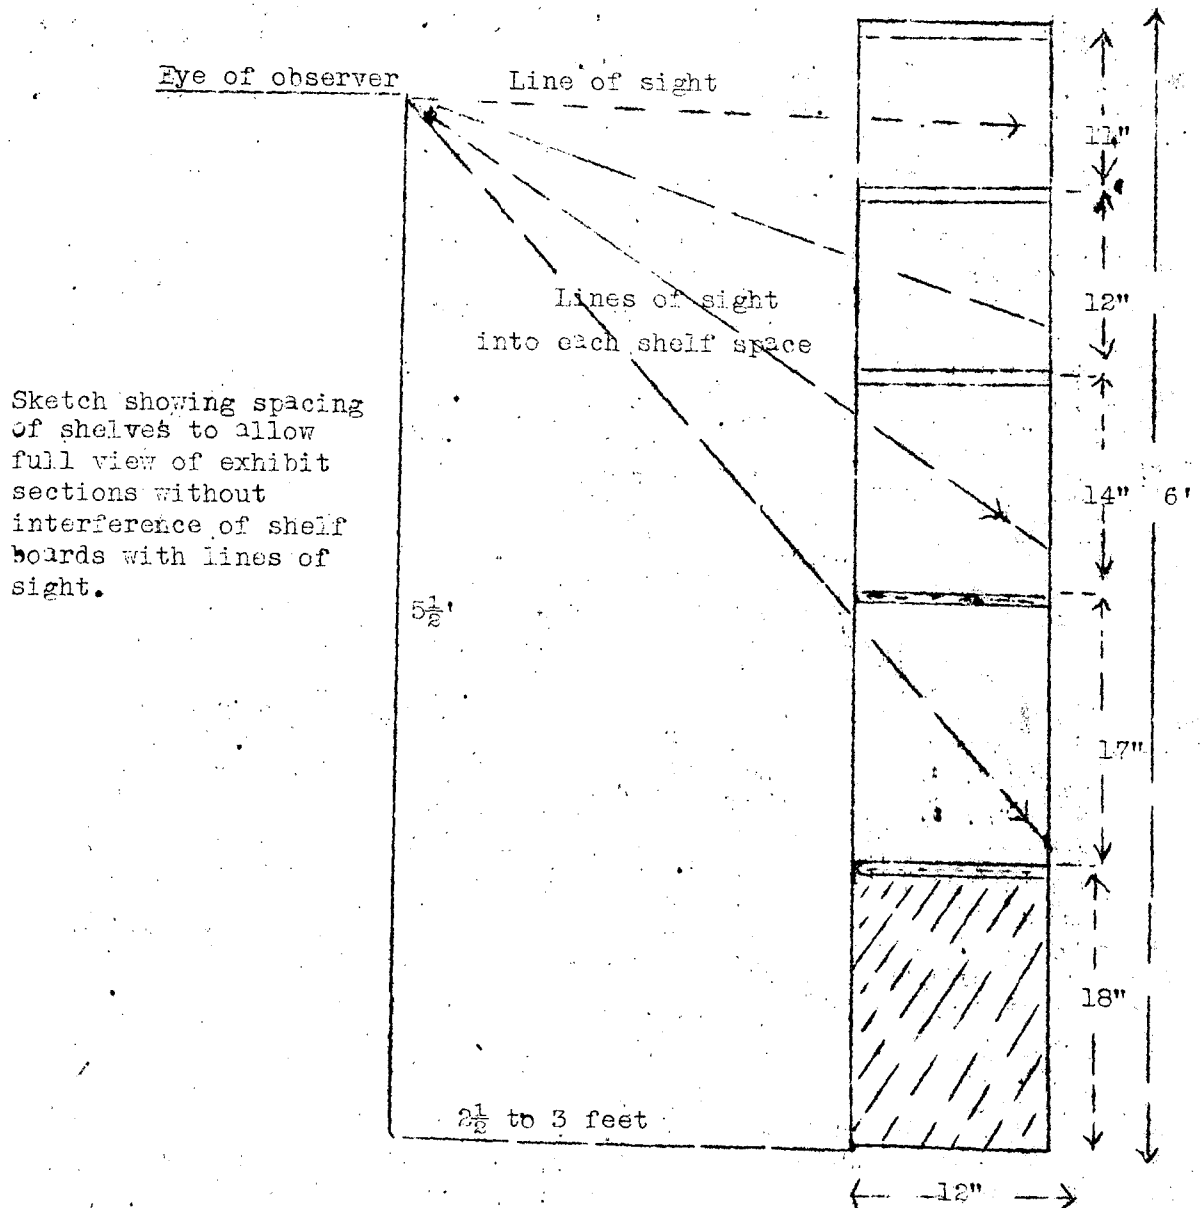 Eye of observer
Line of sight
11"
Lines of sight
into each shelf space
12"
Sketch showing spacing
of shelves to allow
full view of exhibit
sections without
interference of shelf
boards with lines of
sight.
14"
6'
5½'
17"
18"
2½ to 3 feet
12"